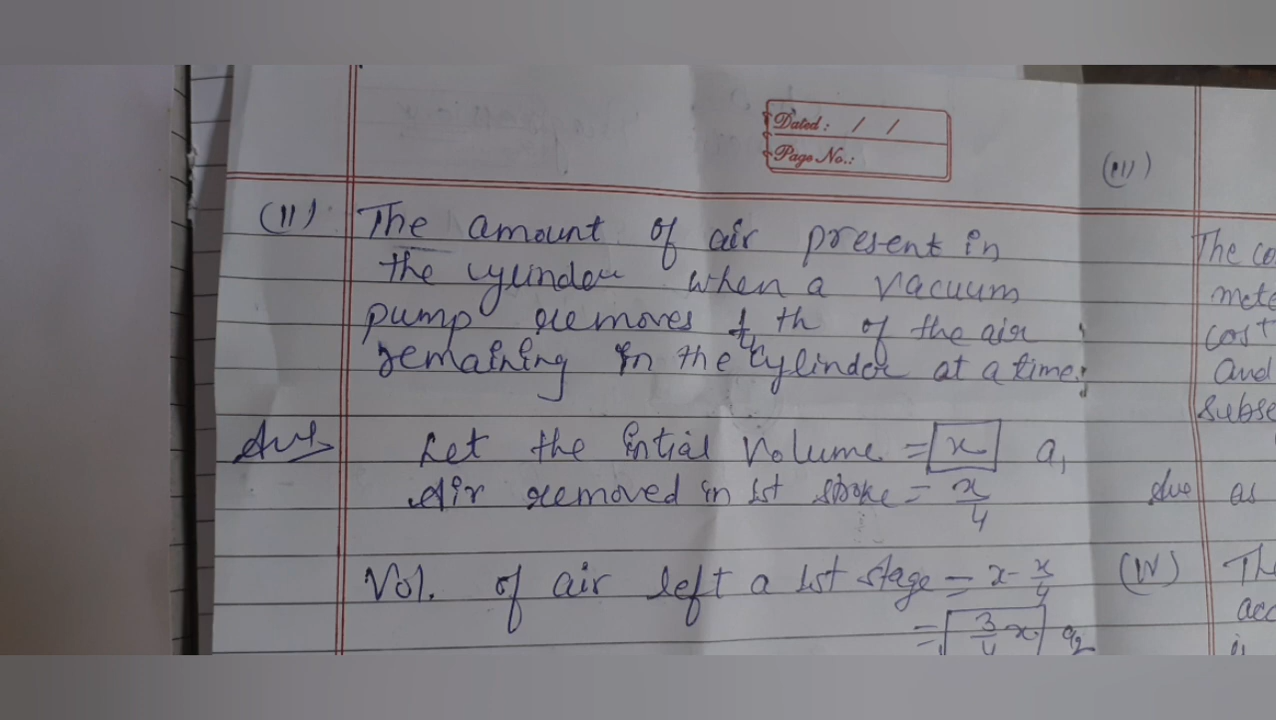 Dated: / /
Page No.:
(11) The amount of air present in
the cylinder when a vacuum
pump removes 1/4 th of the air
remaining in the cylinder at a time.
Ans Let the intial Volume = x a1
Air removed in 1st stroke = x/4
Vol. of air left a 1st stage = x - x/4
= 3/4 x a2
(111)
The co
mete
cost
and
Subse
as
(IV) Th
acc